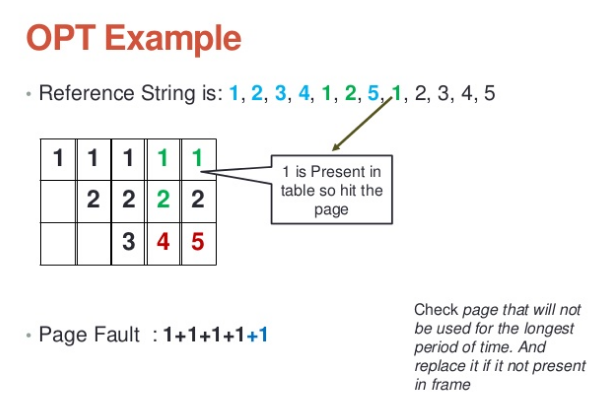 OPT Example
• Reference String is: 1, 2, 3, 4, 1, 2, 5, 1, 2, 3, 4, 5
1 1 1 1 1
2 2 2 2
3 4 5
1 is Present in
table so hit the
page
• Page Fault : 1+1+1+1+1
Check page that will not
be used for the longest
period of time. And
replace it if it not present
in frame